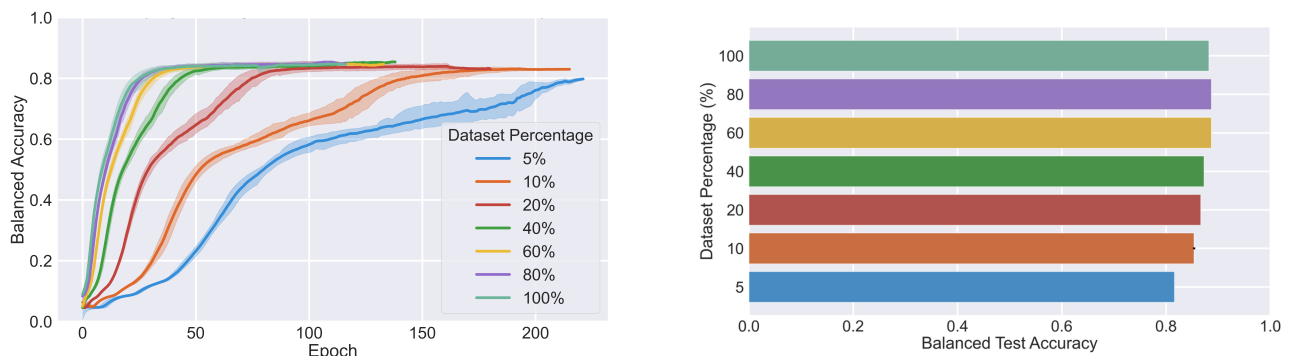 1.0
0.8
0.6
0.4
0.2
0.0
Balanced Accuracy
0 50 100 150 200
Epoch
Dataset Percentage
5%
10%
20%
40%
60%
80%
100%
Dataset Percentage (%)
100
80
60
40
20
10
5
0.0 0.2 0.4 0.6 0.8 1.0
Balanced Test Accuracy